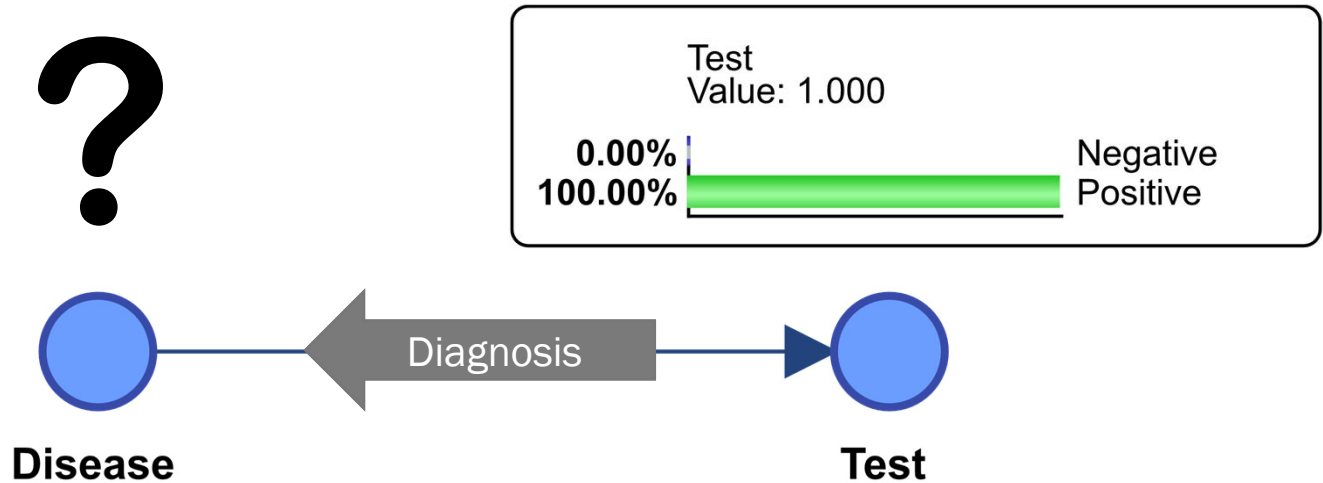 ?
Test
Value: 1.000
0.00% Negative
100.00% Positive
Diagnosis
Disease
Test